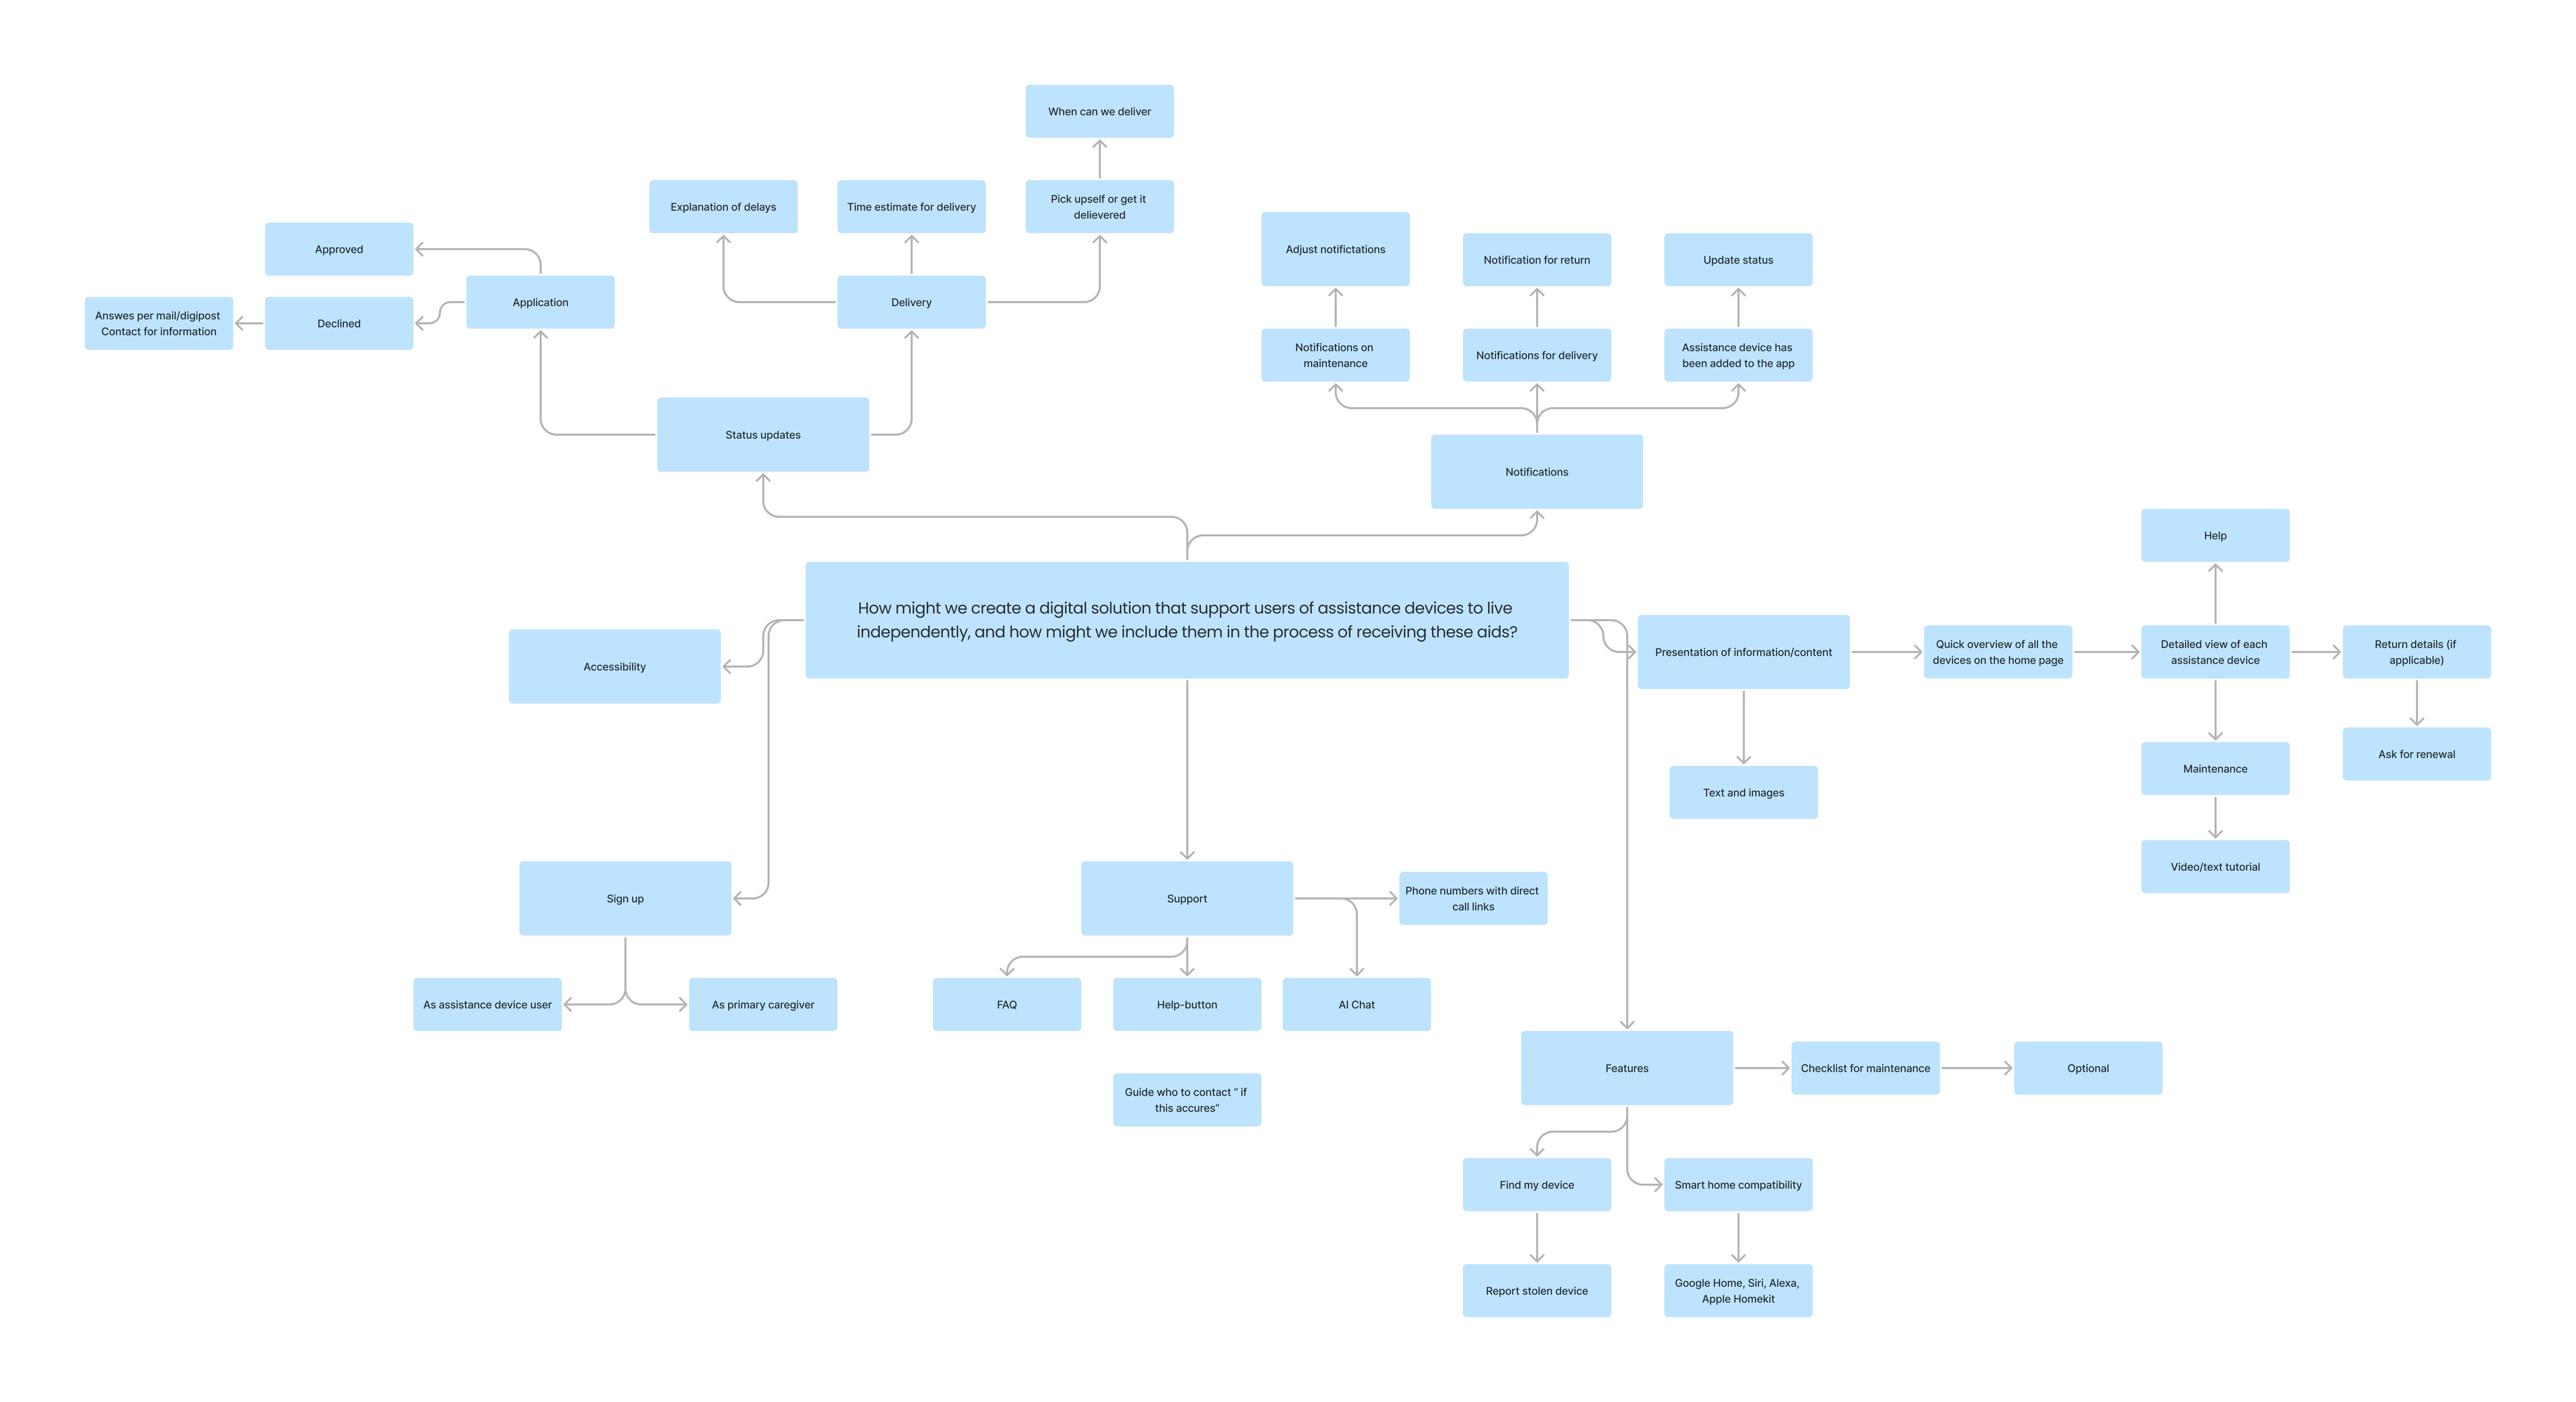 When can we deliver
Explanation of delays
Time estimate for delivery
Pick upself or get it
delievered
Approved
Application
Delivery
Answes per mail/digipost
Contact for information
Declined
Adjust notifictations
Notification for return
Update status
Notifications on
maintenance
Notifications for delivery
Assistance device has
been added to the app
Status updates
Notifications
How might we create a digital solution that support users of assistance devices to live
independently, and how might we include them in the process of receiving these aids?
Accessibility
Presentation of information/content
Quick overview of all the
devices on the home page
Help
Detailed view of each
assistance device
Return details (if
applicable)
Text and images
Maintenance
Ask for renewal
Video/text tutorial
Sign up
Support
Phone numbers with direct
call links
As assistance device user
As primary caregiver
FAQ
Help-button
AI Chat
Guide who to contact “ if
this accures”
Features
Checklist for maintenance
Optional
Find my device
Smart home compatibility
Report stolen device
Google Home, Siri, Alexa,
Apple Homekit